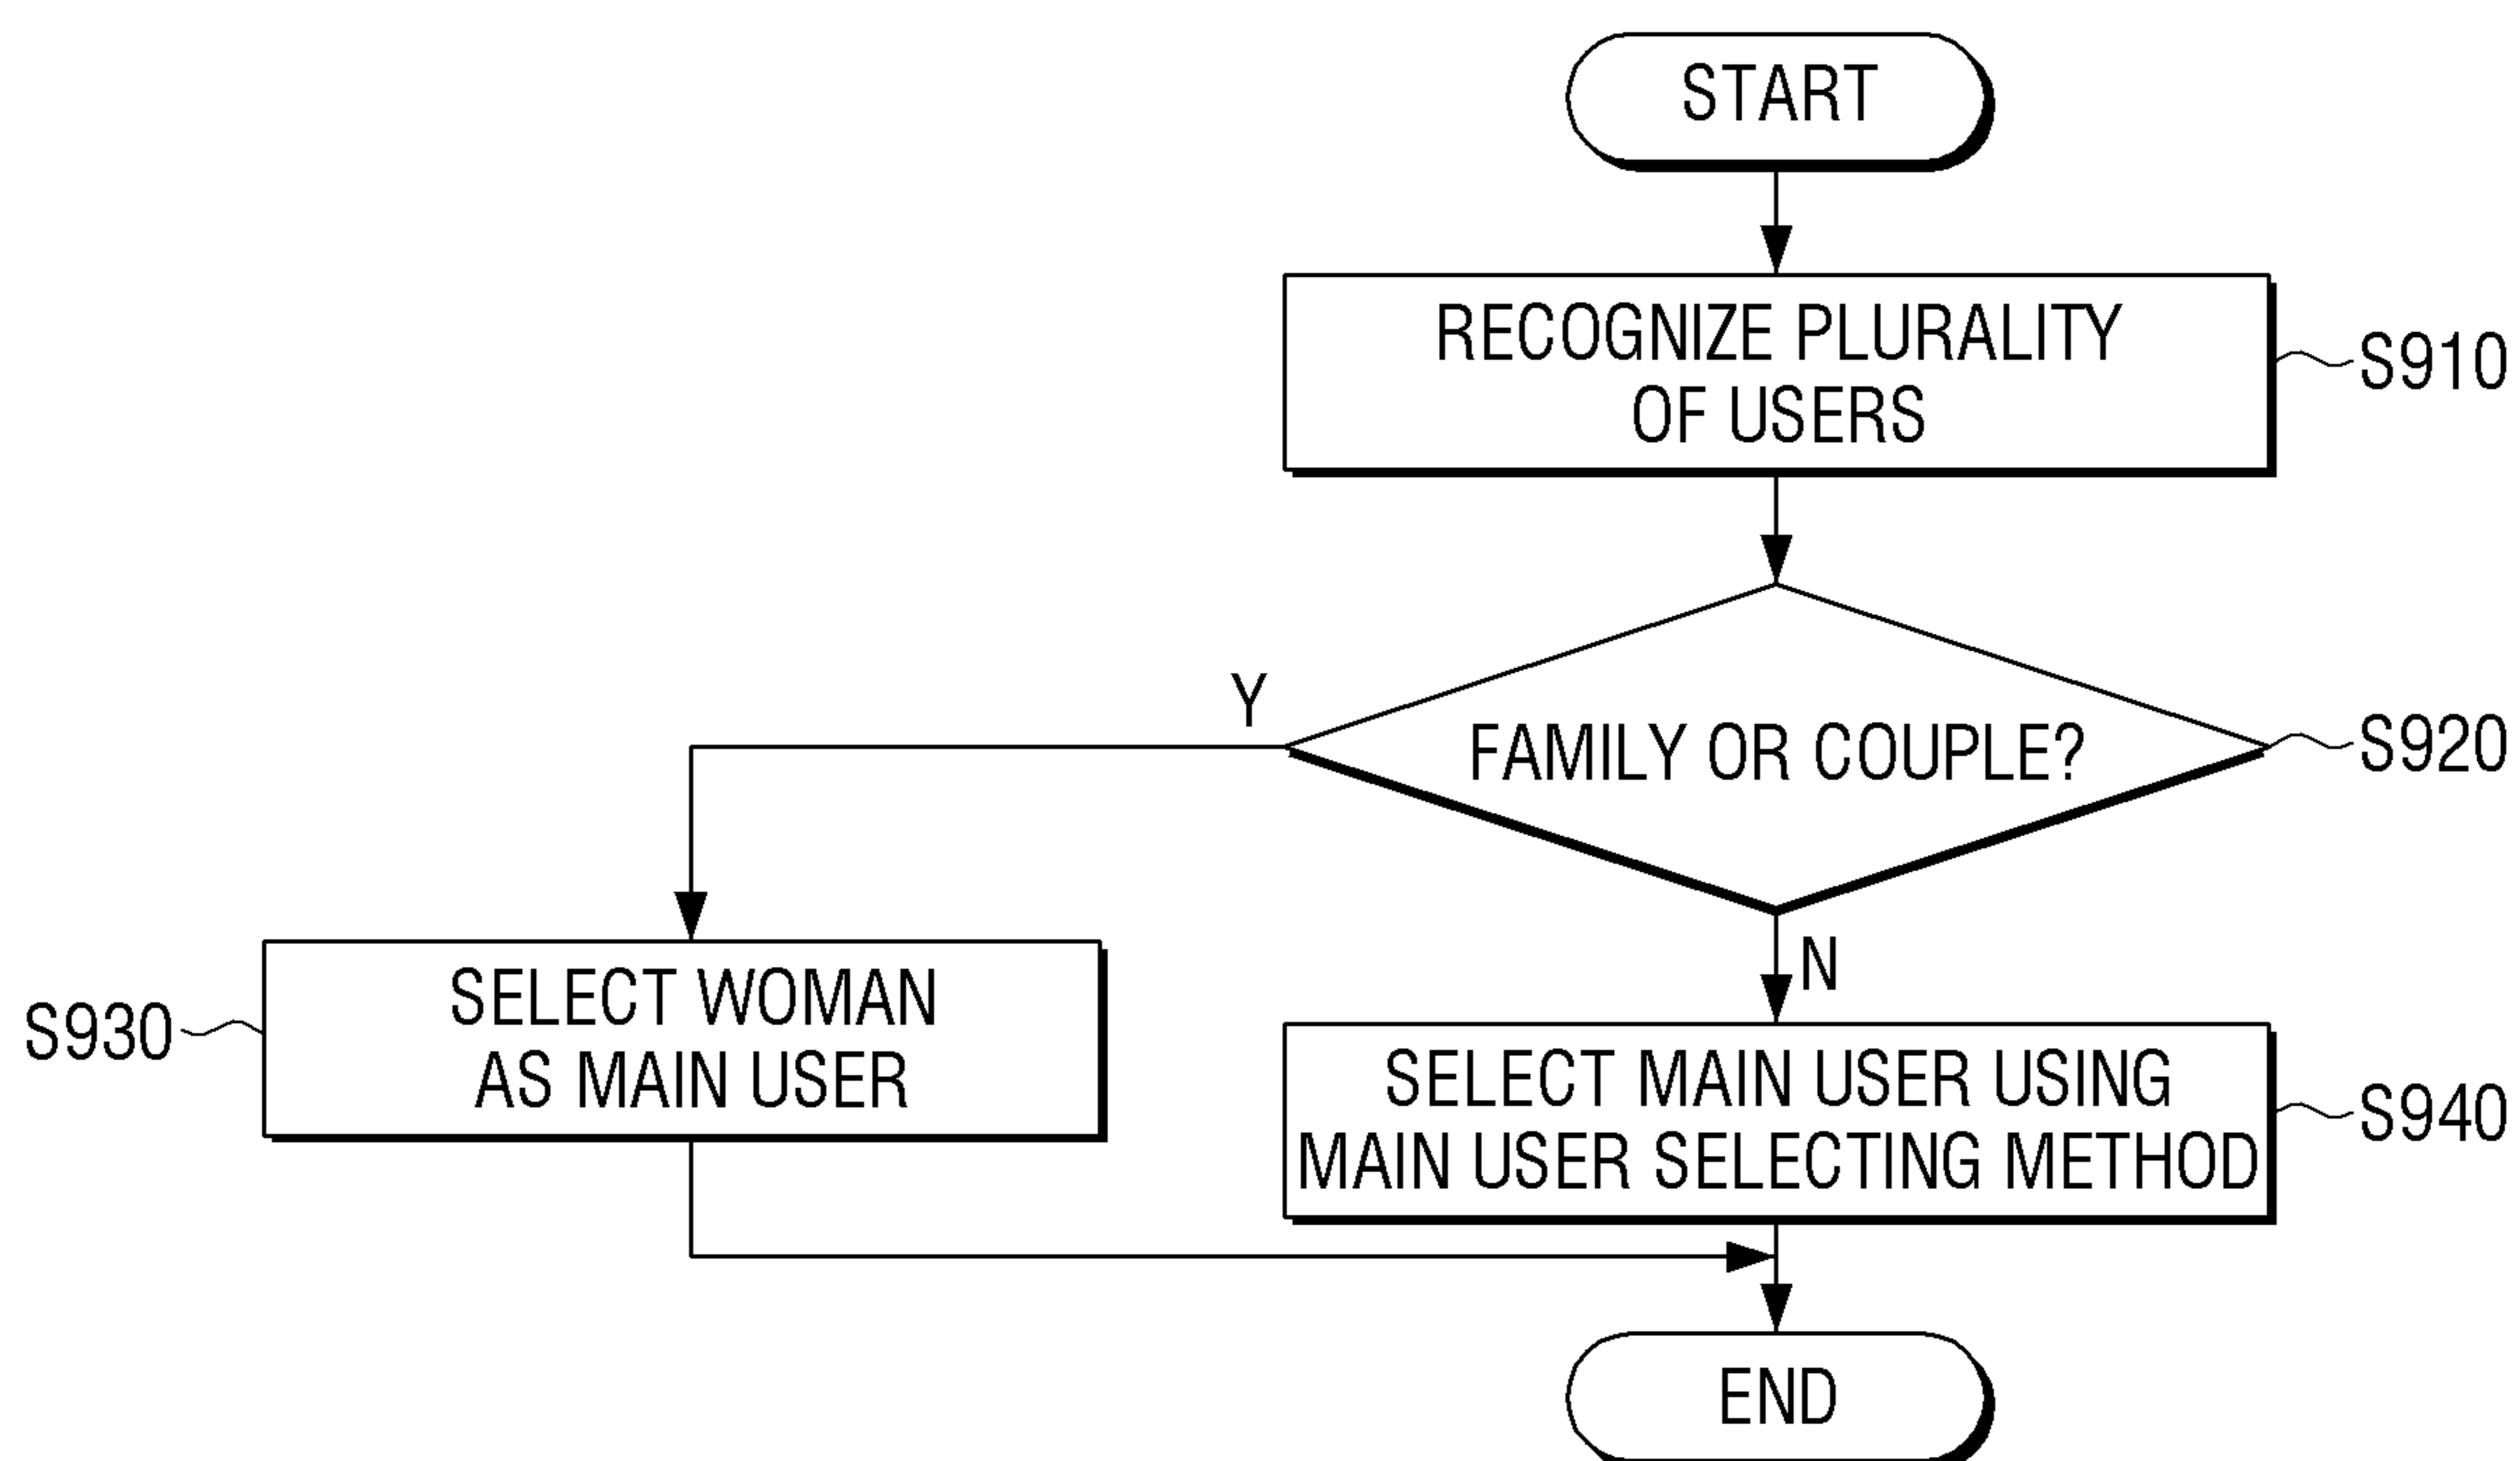 START
RECOGNIZE PLURALITY
OF USERS
S910
FAMILY OR COUPLE?
S920
Y
N
SELECT WOMAN
AS MAIN USER
S930
SELECT MAIN USER USING
MAIN USER SELECTING METHOD
S940
END